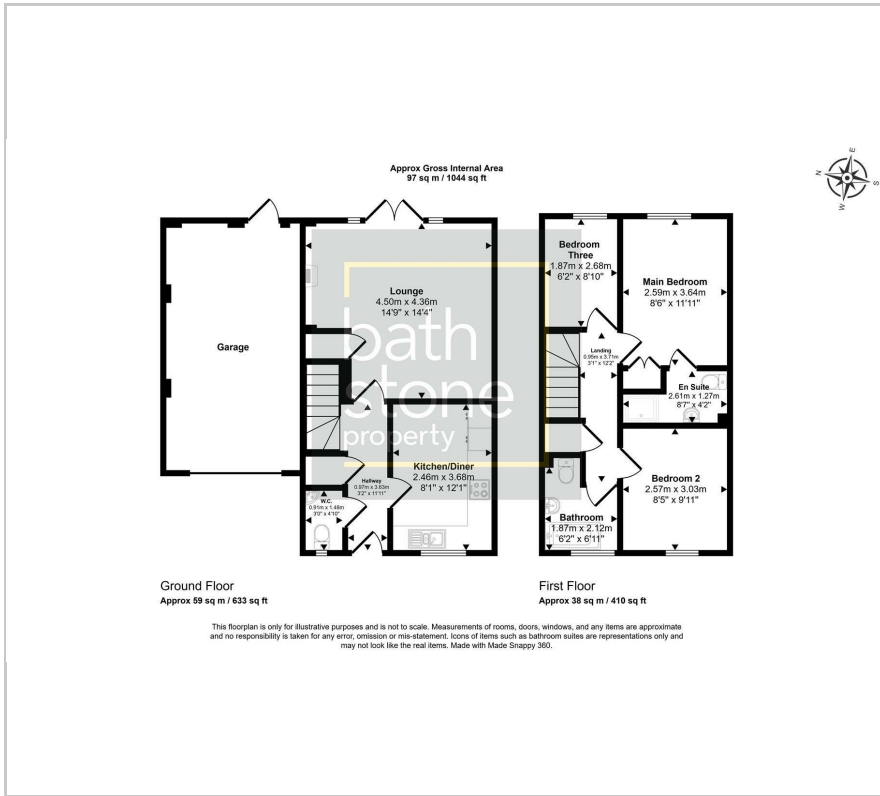 Approx Gross Internal Area
97 sq m / 1044 sq ft
N
E
S
W
Garage
Lounge
4.50m x 4.36m
14'9" x 14'4"
Kitchen/Diner
2.46m x 3.68m
8'1" x 12'1"
Hallway
0.97m x 3.63m
3'2" x 11'11"
W.C.
0.91m x 1.48m
3'0" x 4'10"
bath
stone
property
Bedroom
Three
1.87m x 2.68m
6'2" x 8'10"
Main Bedroom
2.59m x 3.64m
8'6" x 11'11"
Landing
0.95m x 3.71m
3'1" x 12'2"
En Suite
2.61m x 1.27m
8'7" x 4'2"
Bedroom 2
2.57m x 3.03m
8'5" x 9'11"
Bathroom
1.87m x 2.12m
6'2" x 6'11"
Ground Floor
Approx 59 sq m / 633 sq ft
First Floor
Approx 38 sq m / 410 sq ft
This floorplan is only for illustrative purposes and is not to scale. Measurements of rooms, doors, windows, and any items are approximate
and no responsibility is taken for any error, omission or mis-statement. Icons of items such as bathroom suites are representations only and
may not look like the real items. Made with Made Snappy 360.